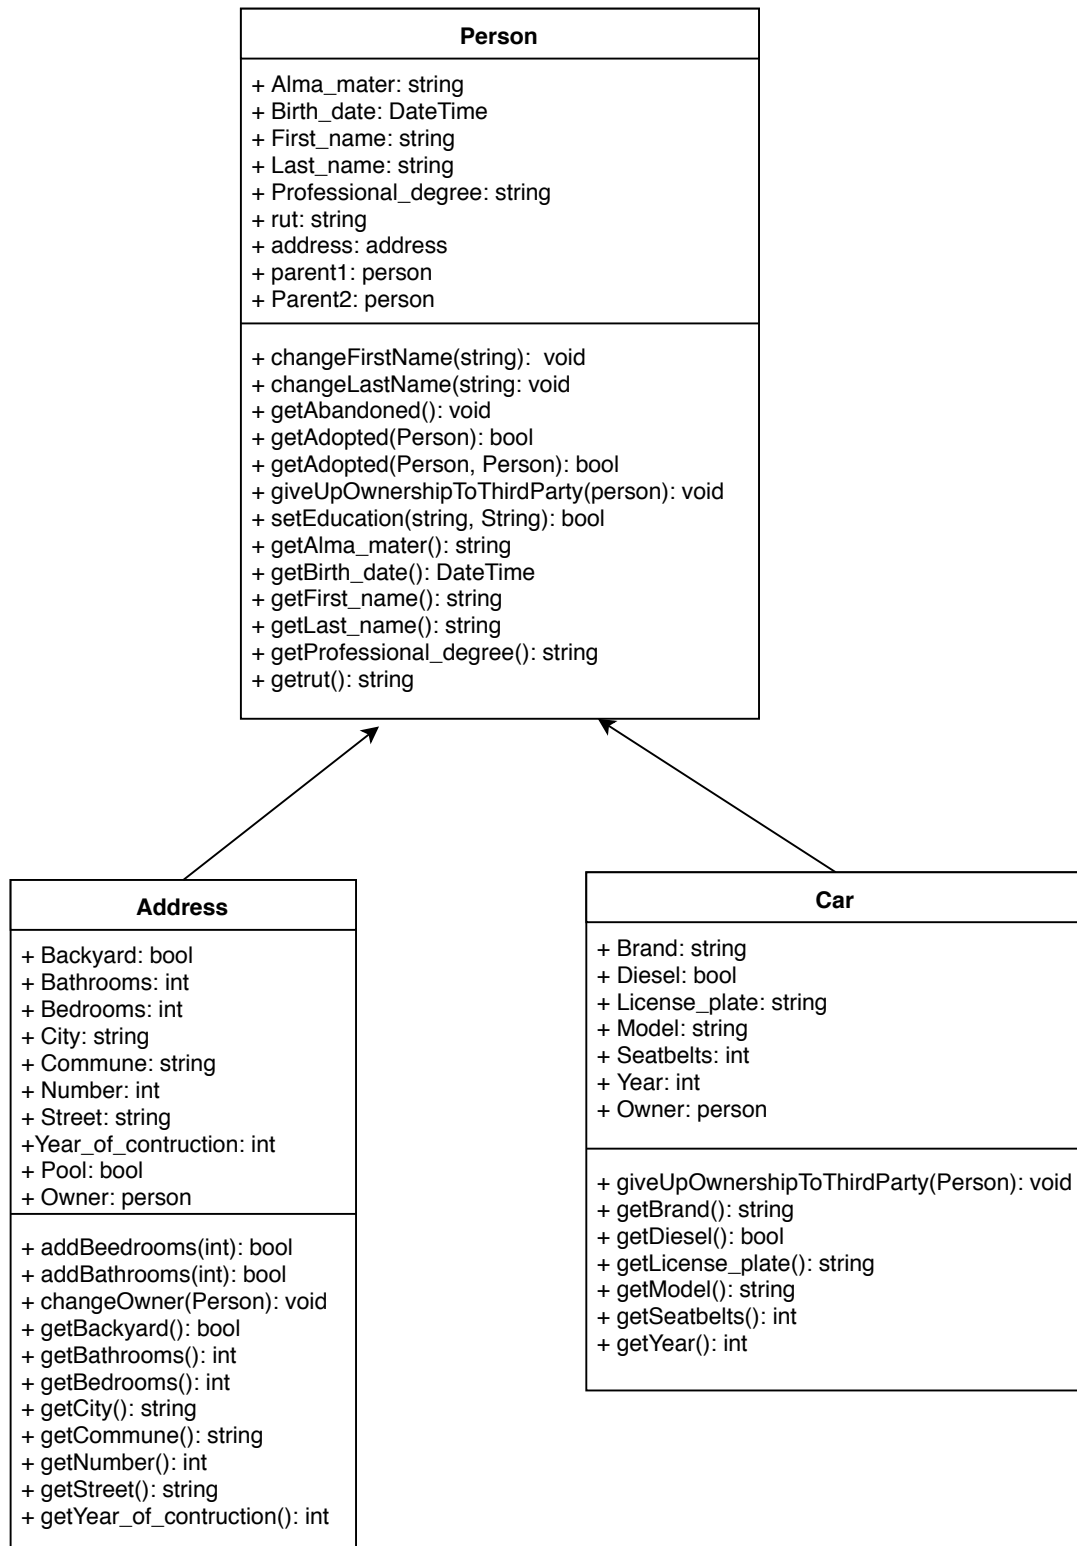 Person
+ Alma_mater: string
+ Birth_date: DateTime
+ First_name: string
+ Last_name: string
+ Professional_degree: string
+ rut: string
+ address: address
+ parent1: person
+ Parent2: person
+ changeFirstName(string):  void
+ changeLastName(string: void
+ getAbandoned(): void
+ getAdopted(Person): bool
+ getAdopted(Person, Person): bool
+ giveUpOwnershipToThirdParty(person): void
+ setEducation(string, String): bool
+ getAlma_mater(): string
+ getBirth_date(): DateTime
+ getFirst_name(): string
+ getLast_name(): string
+ getProfessional_degree(): string
+ getrut(): string
Address
+ Backyard: bool
+ Bathrooms: int
+ Bedrooms: int
+ City: string
+ Commune: string
+ Number: int
+ Street: string
+Year_of_contruction: int
+ Pool: bool
+ Owner: person
+ addBeedrooms(int): bool
+ addBathrooms(int): bool
+ changeOwner(Person): void
+ getBackyard(): bool
+ getBathrooms(): int
+ getBedrooms(): int
+ getCity(): string
+ getCommune(): string
+ getNumber(): int
+ getStreet(): string
+ getYear_of_contruction(): int
Car
+ Brand: string
+ Diesel: bool
+ License_plate: string
+ Model: string
+ Seatbelts: int
+ Year: int
+ Owner: person
+ giveUpOwnershipToThirdParty(Person): void
+ getBrand(): string
+ getDiesel(): bool
+ getLicense_plate(): string
+ getModel(): string
+ getSeatbelts(): int
+ getYear(): int